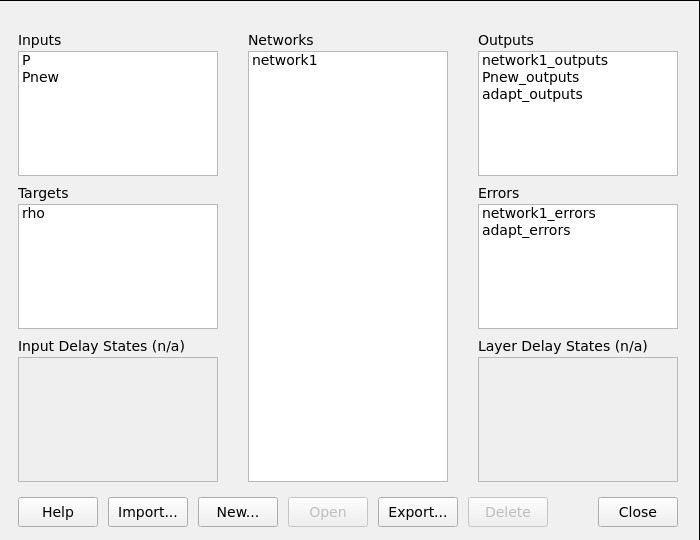 Inputs
P
Pnew
Networks
network1
Outputs
network1_outputs
Pnew_outputs
adapt_outputs
Targets
rho
Errors
network1_errors
adapt_errors
Input Delay States (n/a)
Layer Delay States (n/a)
Help
Import...
New...
Open
Export...
Delete
Close